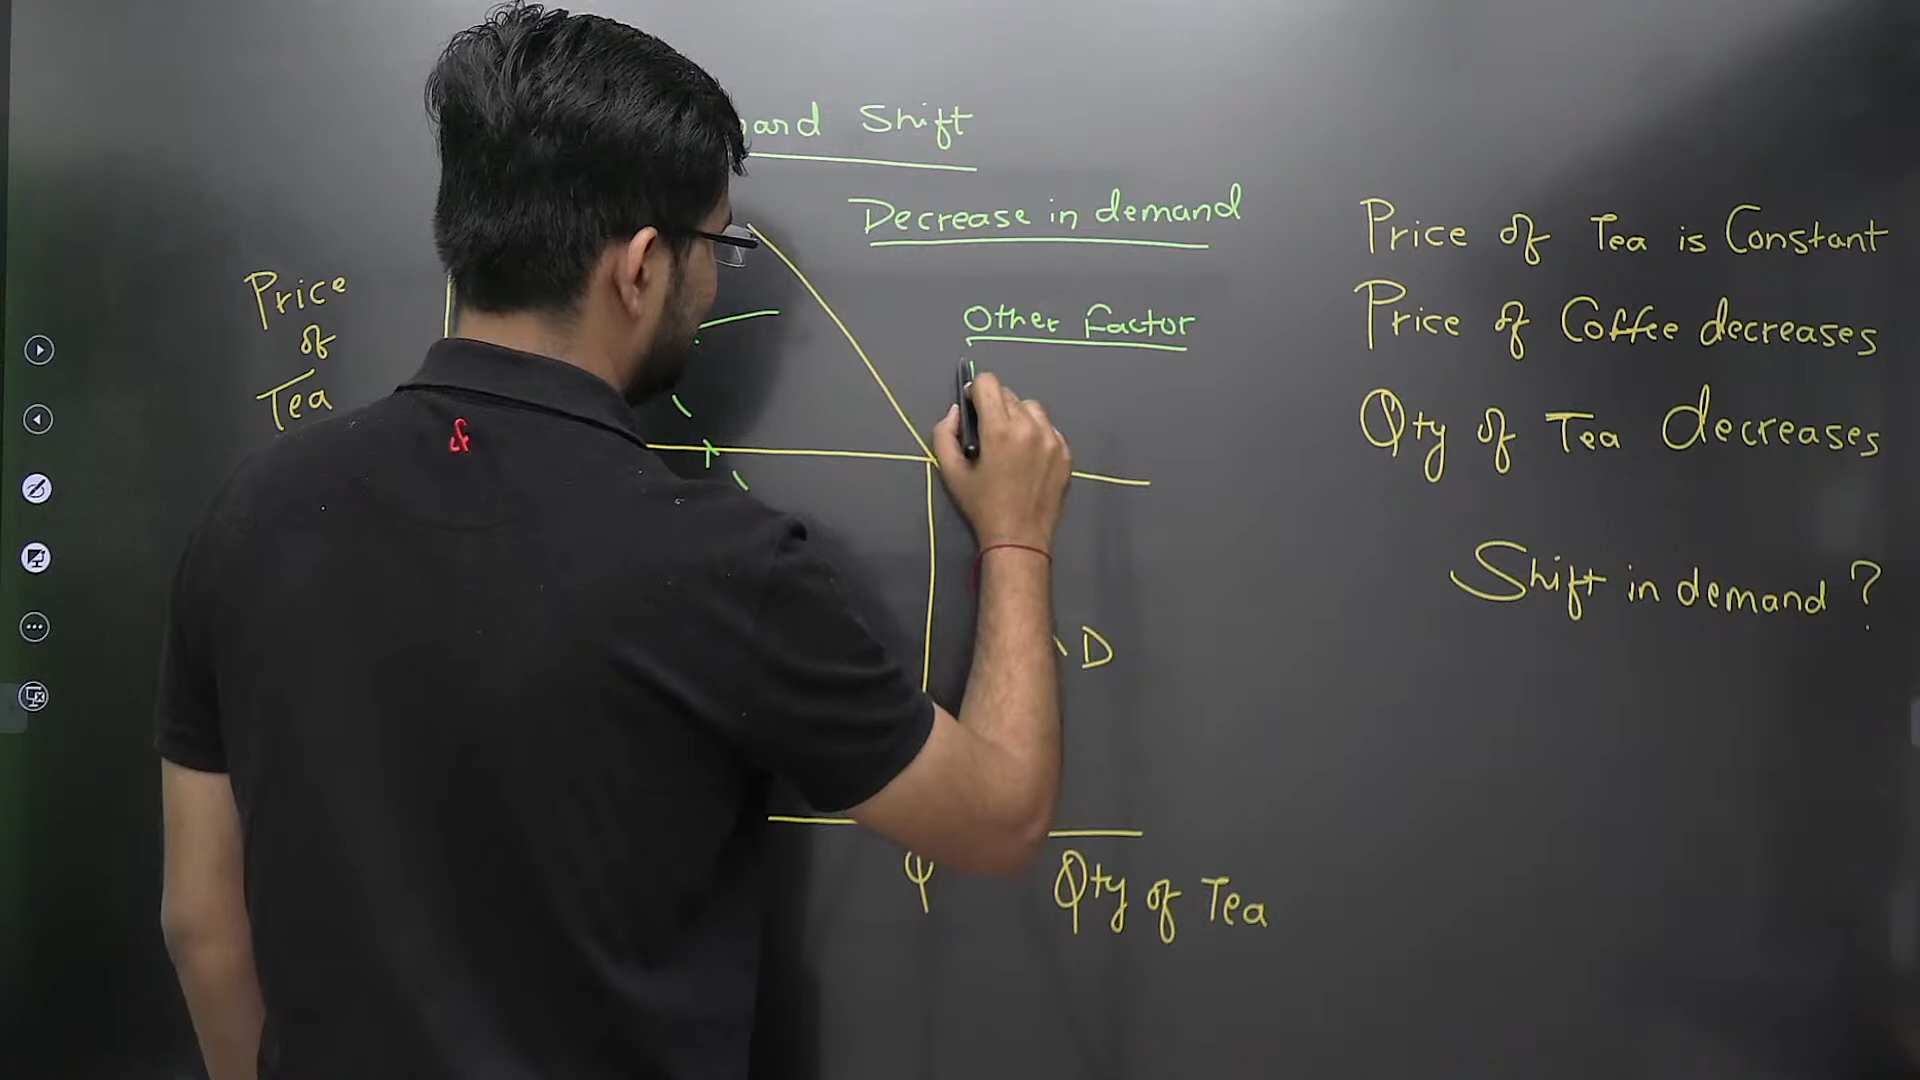 Shift
Decrease in demand
Other Factor
Price
of
Tea
D
Qty of Tea
Price of Tea is Constant
Price of Coffee decreases
Qty of Tea decreases
Shift in demand ?